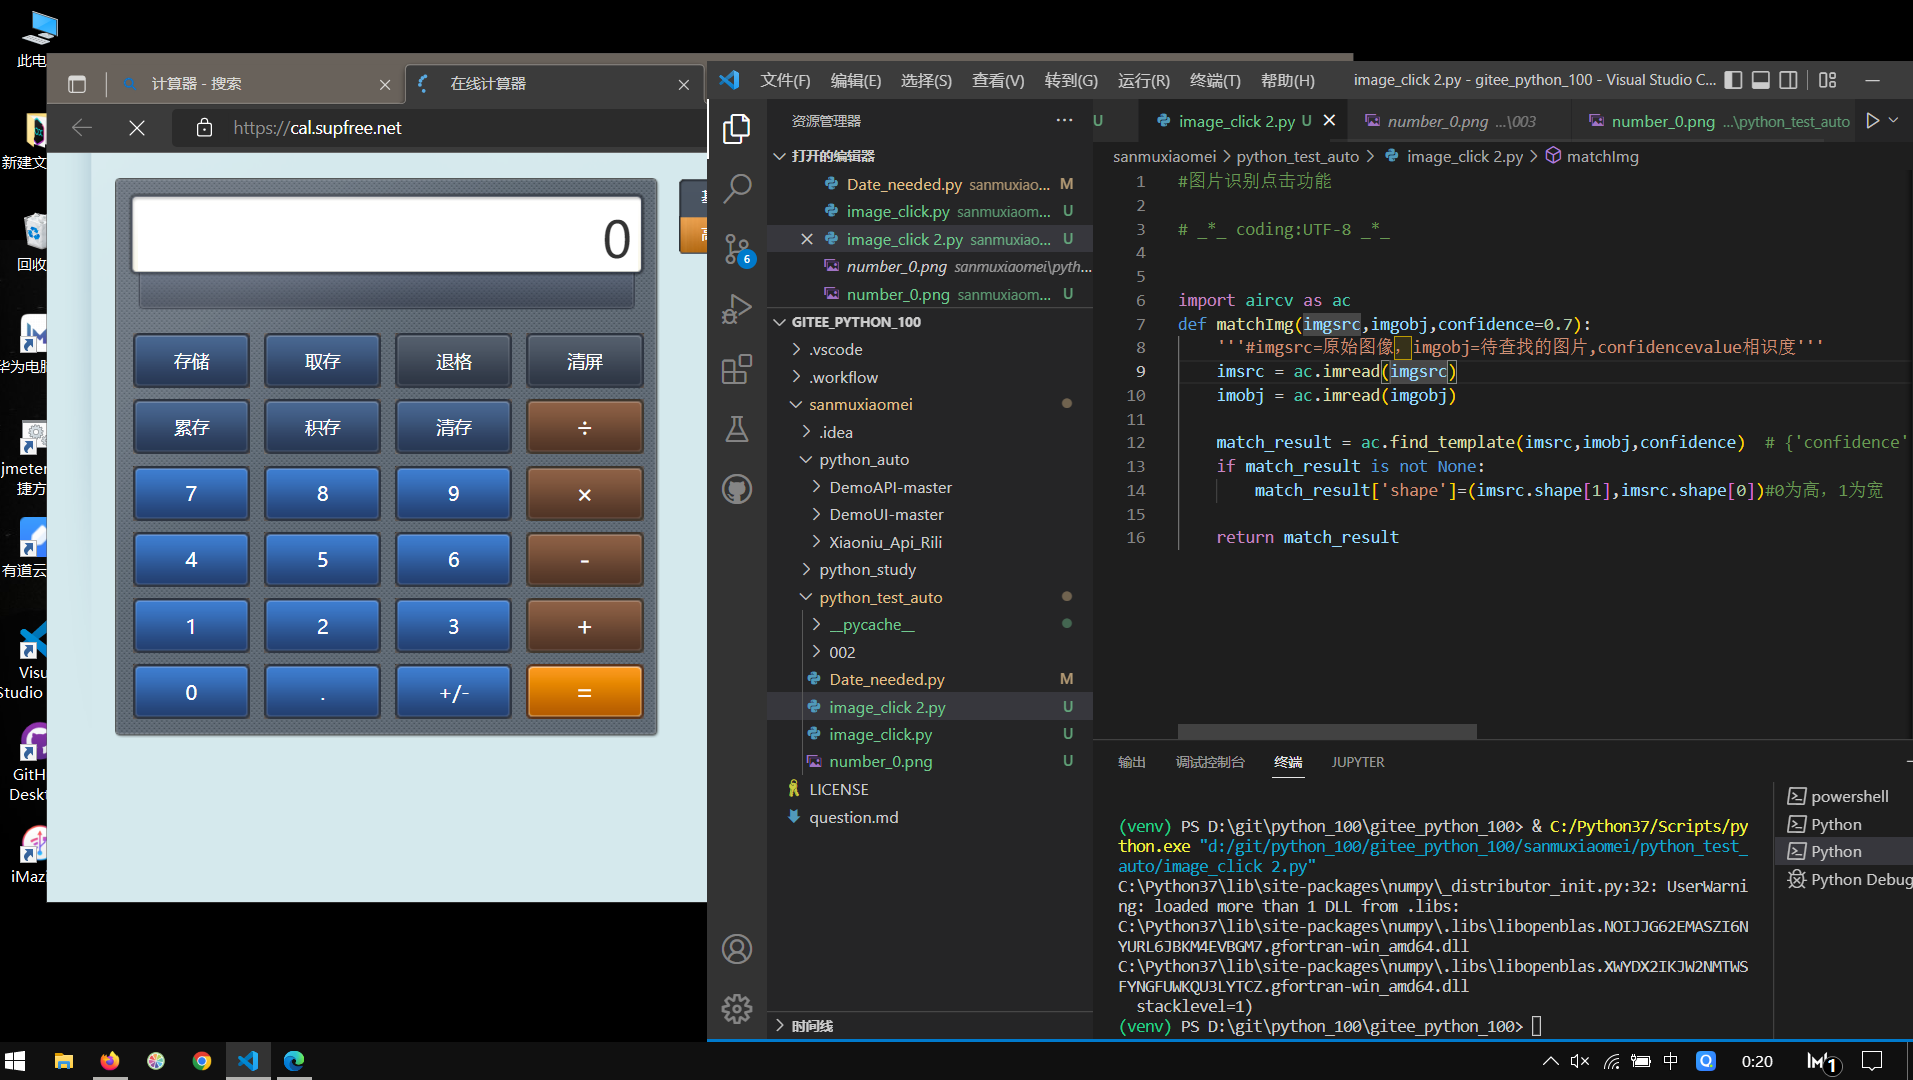 此电
新建文
回收
华为电脑
jmeter
捷方
有道云
Visu
Studio
GitH
Deskt
iMazi
计算器 - 搜索
在线计算器
https://cal.supfree.net
0
存储 取存 退格 清屏
累存 积存 清存 ÷
7 8 9 ×
4 5 6 -
1 2 3 +
0 . +/- =
文件(F) 编辑(E) 选择(S) 查看(V) 转到(G) 运行(R) 终端(T) 帮助(H) image_click 2.py - gitee_python_100 - Visual Studio C...
资源管理器 ...
打开的编辑器
Date_needed.py sanmuxiao... M
image_click.py sanmuxiaom... U
image_click 2.py sanmuxiao... U
number_0.png sanmuxiaomei\pyth...
number_0.png sanmuxiaom... U
6
GITEE_PYTHON_100
.vscode
.workflow
sanmuxiaomei
.idea
python_auto
DemoAPI-master
DemoUI-master
Xiaoniu_Api_Rili
python_study
python_test_auto
__pycache__
002
Date_needed.py M
image_click 2.py U
image_click.py U
number_0.png U
LICENSE
question.md
时间线
U image_click 2.py U number_0.png ...\003 number_0.png ...\python_test_auto
sanmuxiaomei > python_test_auto > image_click 2.py > matchImg
1 #图片识别点击功能
2
3 # _*_ coding:UTF-8 _*_
4
5
6 import aircv as ac
7 def matchImg(imgsrc,imgobj,confidence=0.7):
8 '''#imgsrc=原始图像，imgobj=待查找的图片,confidencevalue相识度'''
9 imsrc = ac.imread(imgsrc)
10 imobj = ac.imread(imgobj)
11
12 match_result = ac.find_template(imsrc,imobj,confidence) # {'confidence'
13 if match_result is not None:
14 match_result['shape']=(imsrc.shape[1],imsrc.shape[0])#0为高，1为宽
15
16 return match_result
输出 调试控制台 终端 JUPYTER
(venv) PS D:\git\python_100\gitee_python_100> & C:/Python37/Scripts/py
thon.exe "d:/git/python_100/gitee_python_100/sanmuxiaomei/python_test_
auto/image_click 2.py"
C:\Python37\lib\site-packages\numpy\_distributor_init.py:32: UserWarni
ng: loaded more than 1 DLL from .libs:
C:\Python37\lib\site-packages\numpy\.libs\libopenblas.NOIJJG62EMASZI6N
YURL6JBKM4EVBGM7.gfortran-win_amd64.dll
C:\Python37\lib\site-packages\numpy\.libs\libopenblas.XWYDX2IKJW2NMTWS
FYNGFUWKQU3LYTCZ.gfortran-win_amd64.dll
stacklevel=1)
(venv) PS D:\git\python_100\gitee_python_100>
powershell
Python
Python
Python Debug
中 0:20 1